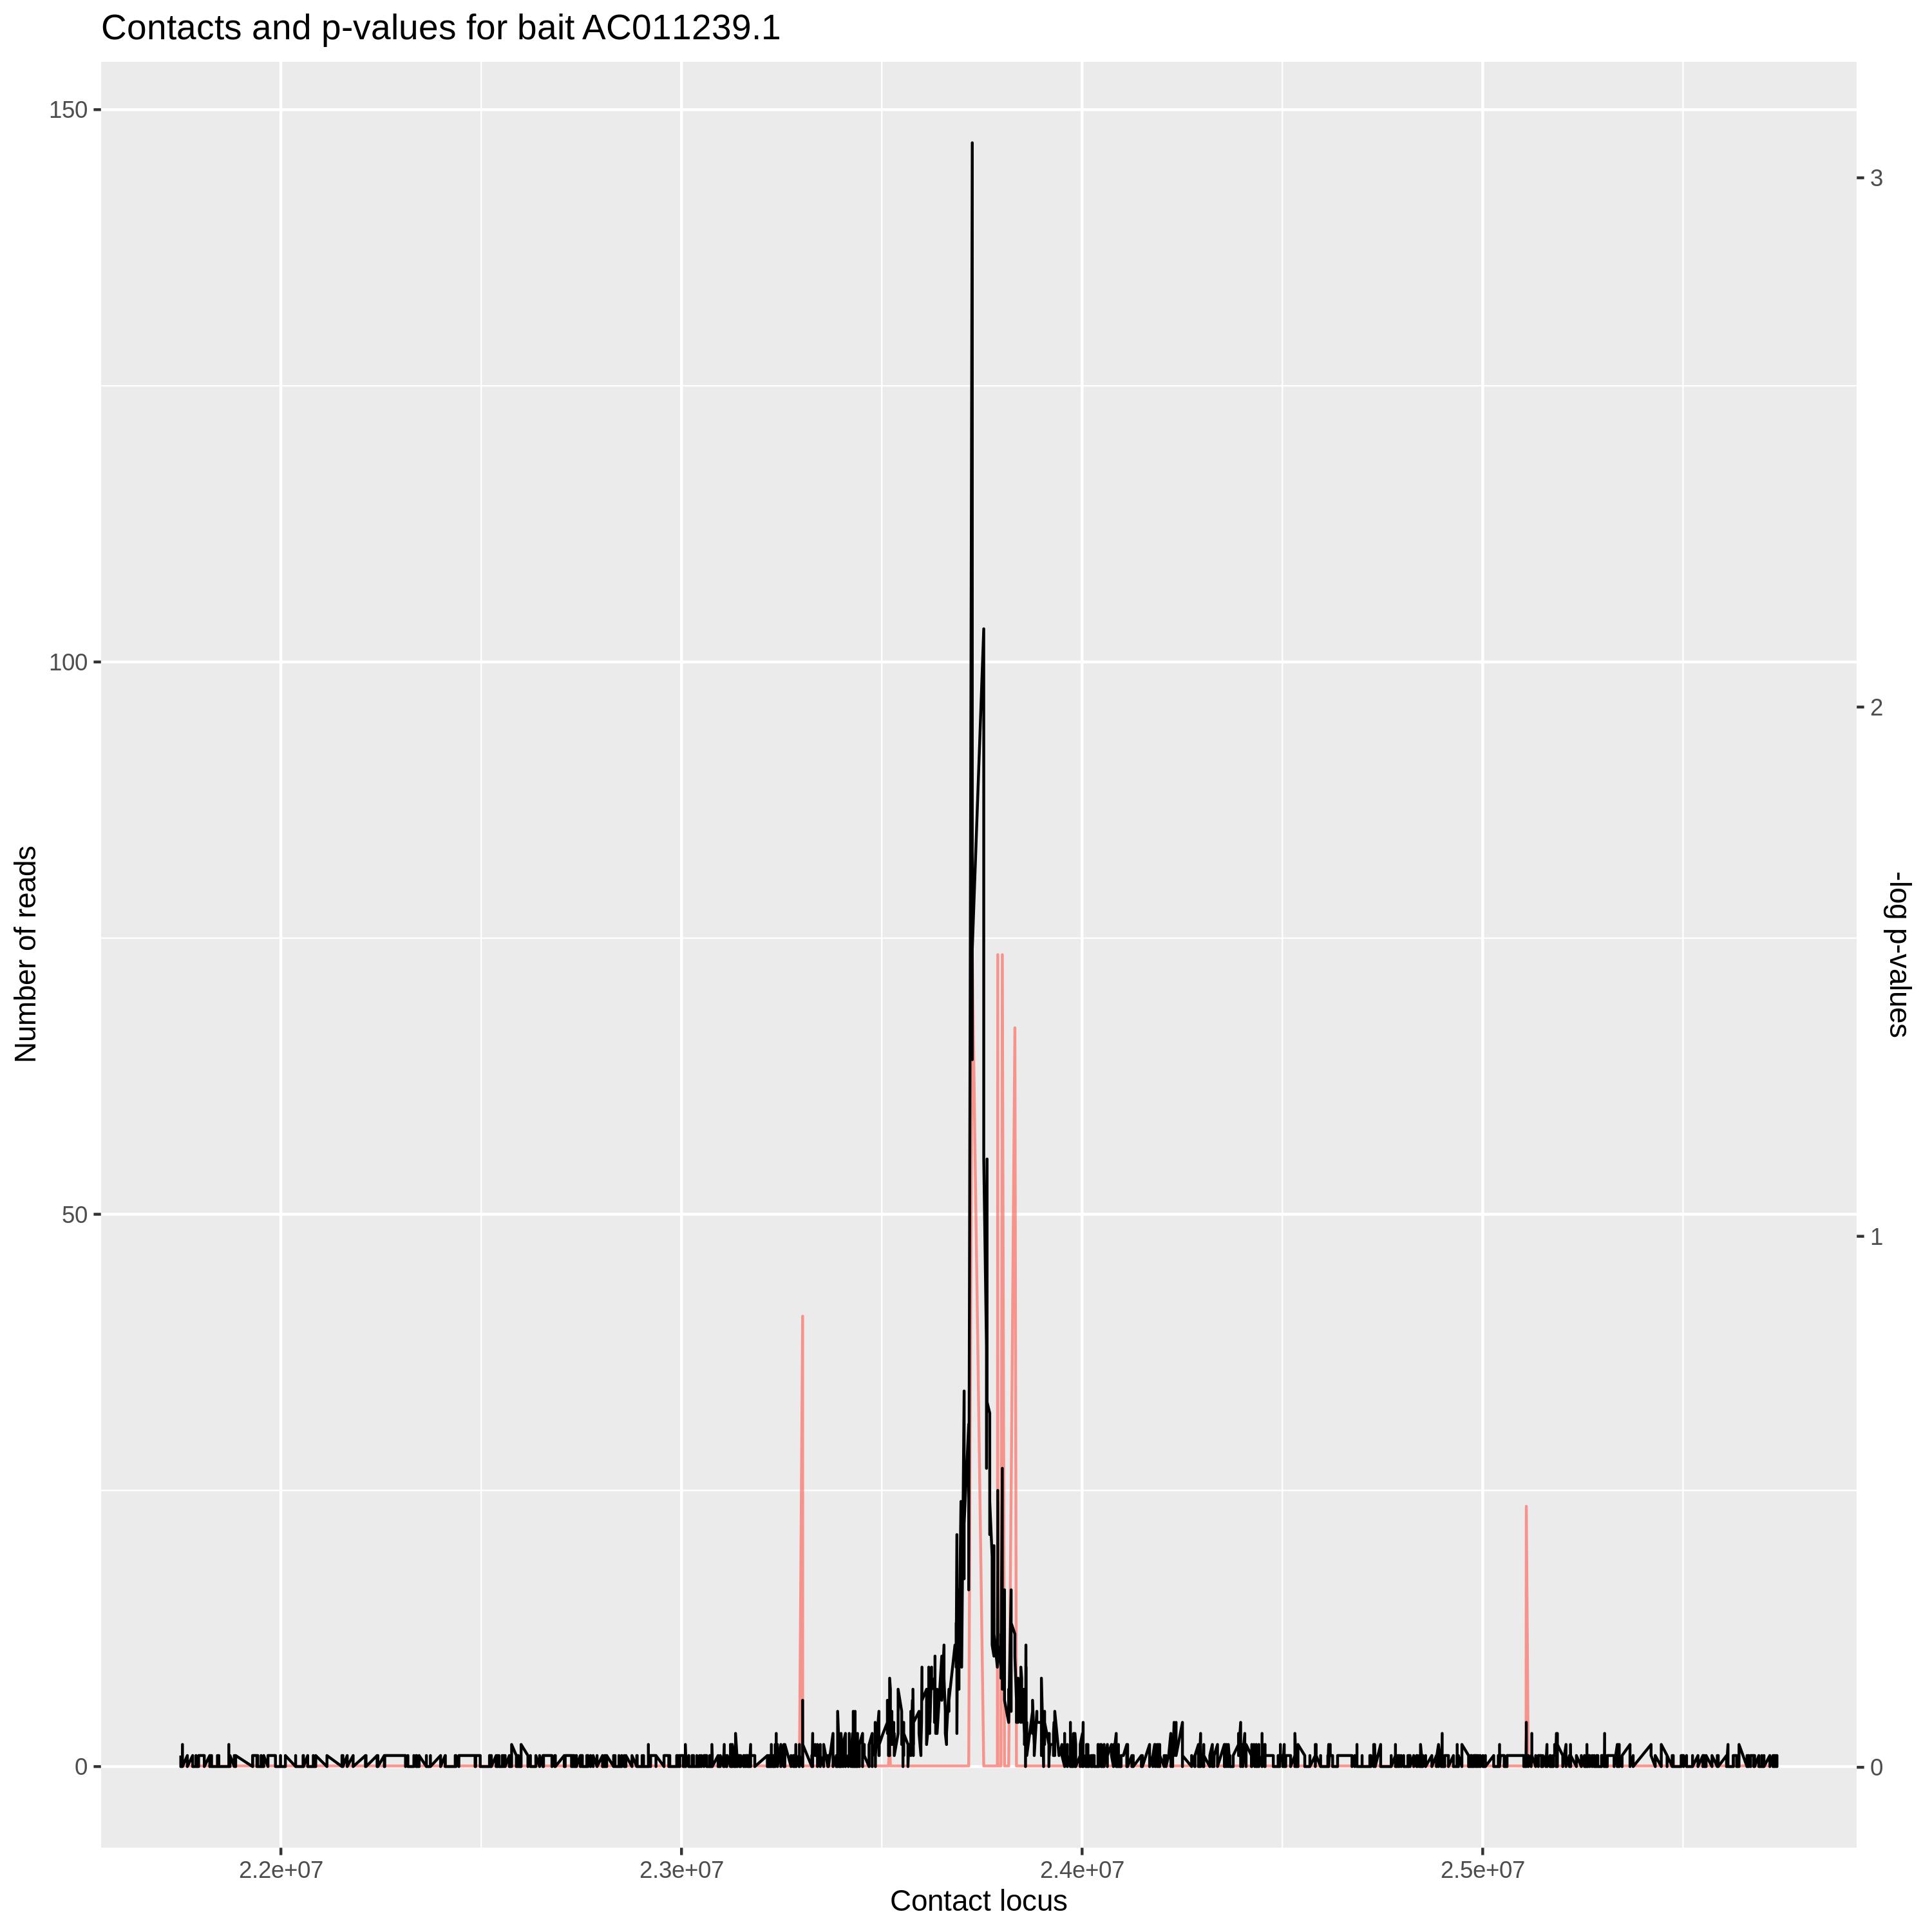 Contacts and p-values for bait AC011239.1
150
100
50
0
Number of reads
3
2
1
0
-log p-values
2.2e+07
2.3e+07
2.4e+07
2.5e+07
Contact locus